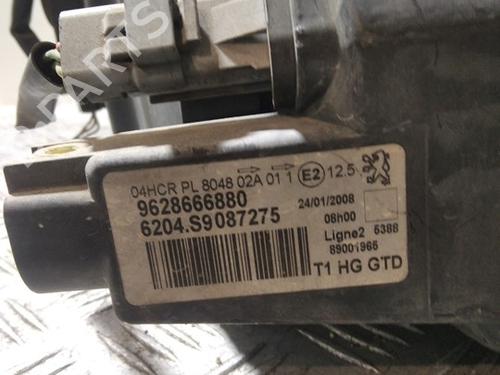 PARTS
04HCR PL 8048 02A 01 1 E2 12.5
9628666880
24/01/2008
6204.S9087275
08h00
Ligne2 5388
89001965
T1 HG GTD